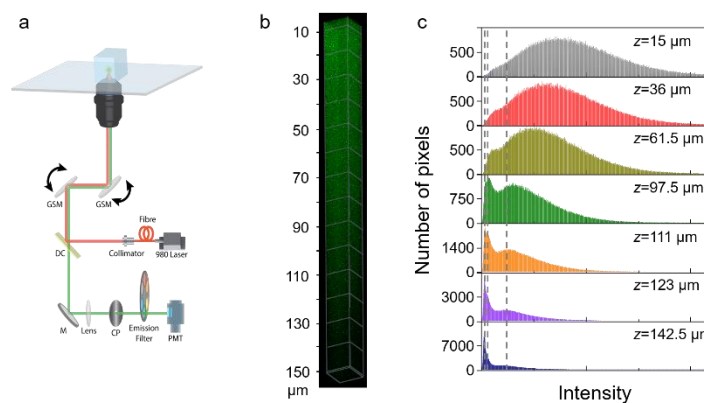 a
GSM
GSM
Fibre
DC
Collimator
980 Laser
M
Lens
CP
Emission
Filter
PMT
b
10
30
50
70
90
110
130
150
μm
c
Number of pixels
500
0
z=15 μm
500
0
z=36 μm
500
0
z=61.5 μm
750
0
z=97.5 μm
1400
0
z=111 μm
3000
0
z=123 μm
7000
0
z=142.5 μm
Intensity